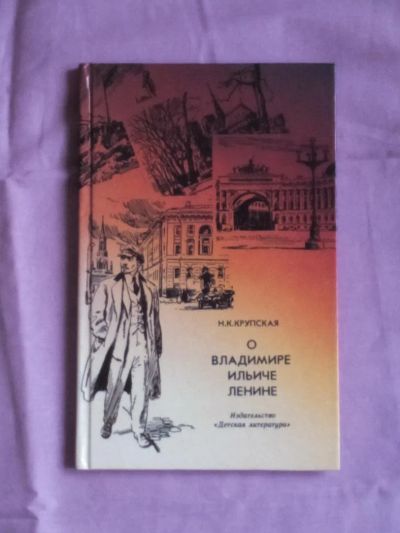 Н.К.КРУПСКАЯ
О
ВЛАДИМИРЕ
ИЛЬИЧЕ
ЛЕНИНЕ
Издательство
«Детская литература»